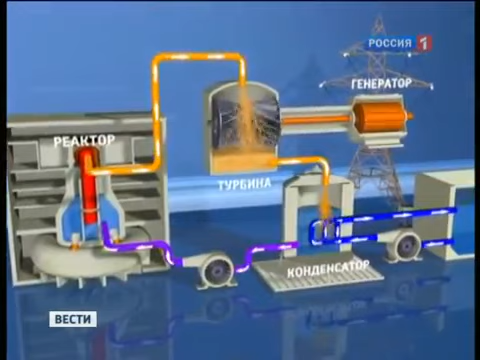 РОССИЯ 1
ГЕНЕРАТОР
РЕАКТОР
ТУРБИНА
КОНДЕНСАТОР
ВЕСТИ